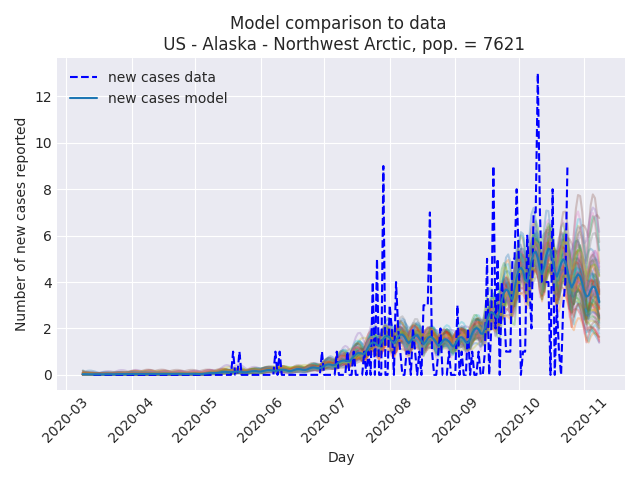 Model comparison to data
US - Alaska - Northwest Arctic, pop. = 7621
new cases data
new cases model
Number of new cases reported
12
10
8
6
4
2
0
2020-03
2020-04
2020-05
2020-06
2020-07
2020-08
2020-09
2020-10
2020-11
Day